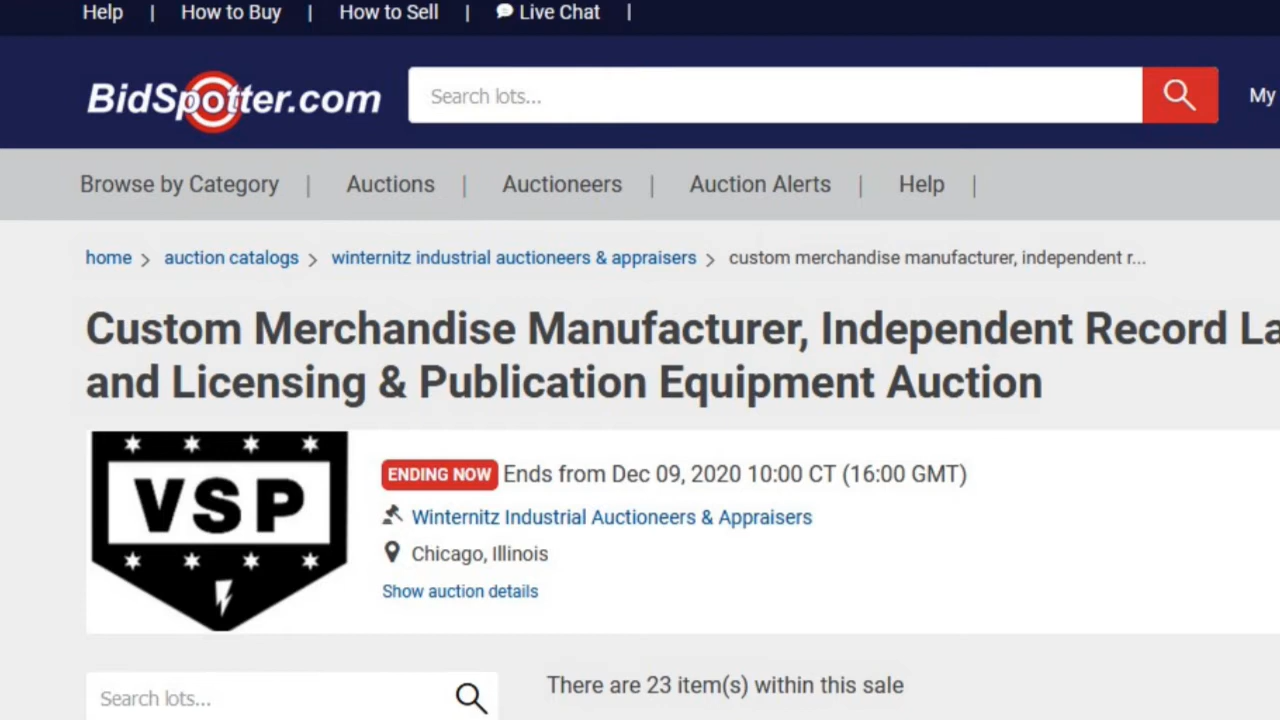 Help | How to Buy | How to Sell | Live Chat |
BidSpotter.com
Search lots...
My
Browse by Category | Auctions | Auctioneers | Auction Alerts | Help |
home > auction catalogs > winternitz industrial auctioneers & appraisers > custom merchandise manufacturer, independent r...
Custom Merchandise Manufacturer, Independent Record La
and Licensing & Publication Equipment Auction
VSP
ENDING NOW Ends from Dec 09, 2020 10:00 CT (16:00 GMT)
Winternitz Industrial Auctioneers & Appraisers
Chicago, Illinois
Show auction details
Search lots...
There are 23 item(s) within this sale